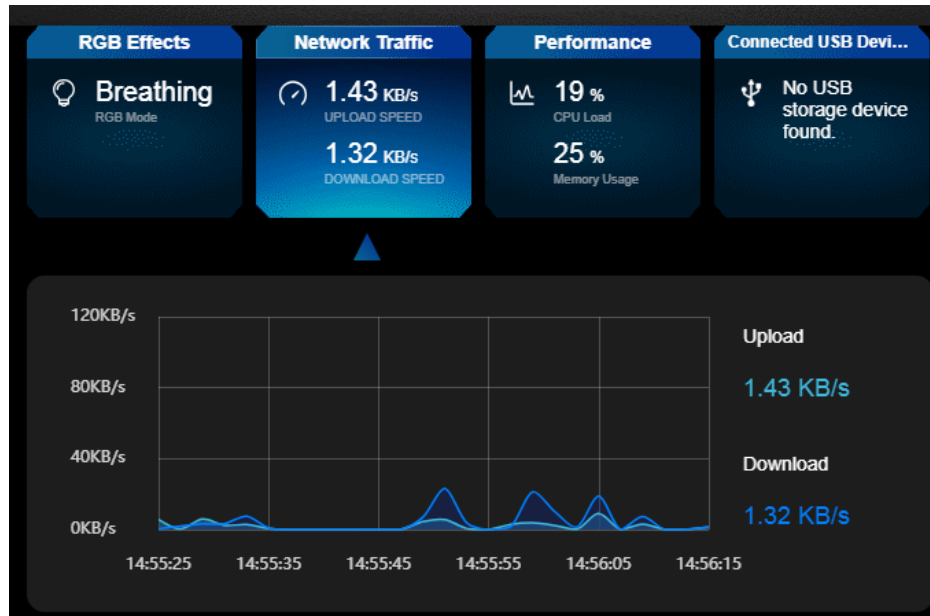 RGB Effects
Breathing
RGB Mode
Network Traffic
1.43 KB/s
UPLOAD SPEED
1.32 KB/s
DOWNLOAD SPEED
Performance
19 %
CPU Load
25 %
Memory Usage
Connected USB Devi...
No USB
storage device
found.
120KB/s
80KB/s
40KB/s
0KB/s
14:55:25
14:55:35
14:55:45
14:55:55
14:56:05
14:56:15
Upload
1.43 KB/s
Download
1.32 KB/s